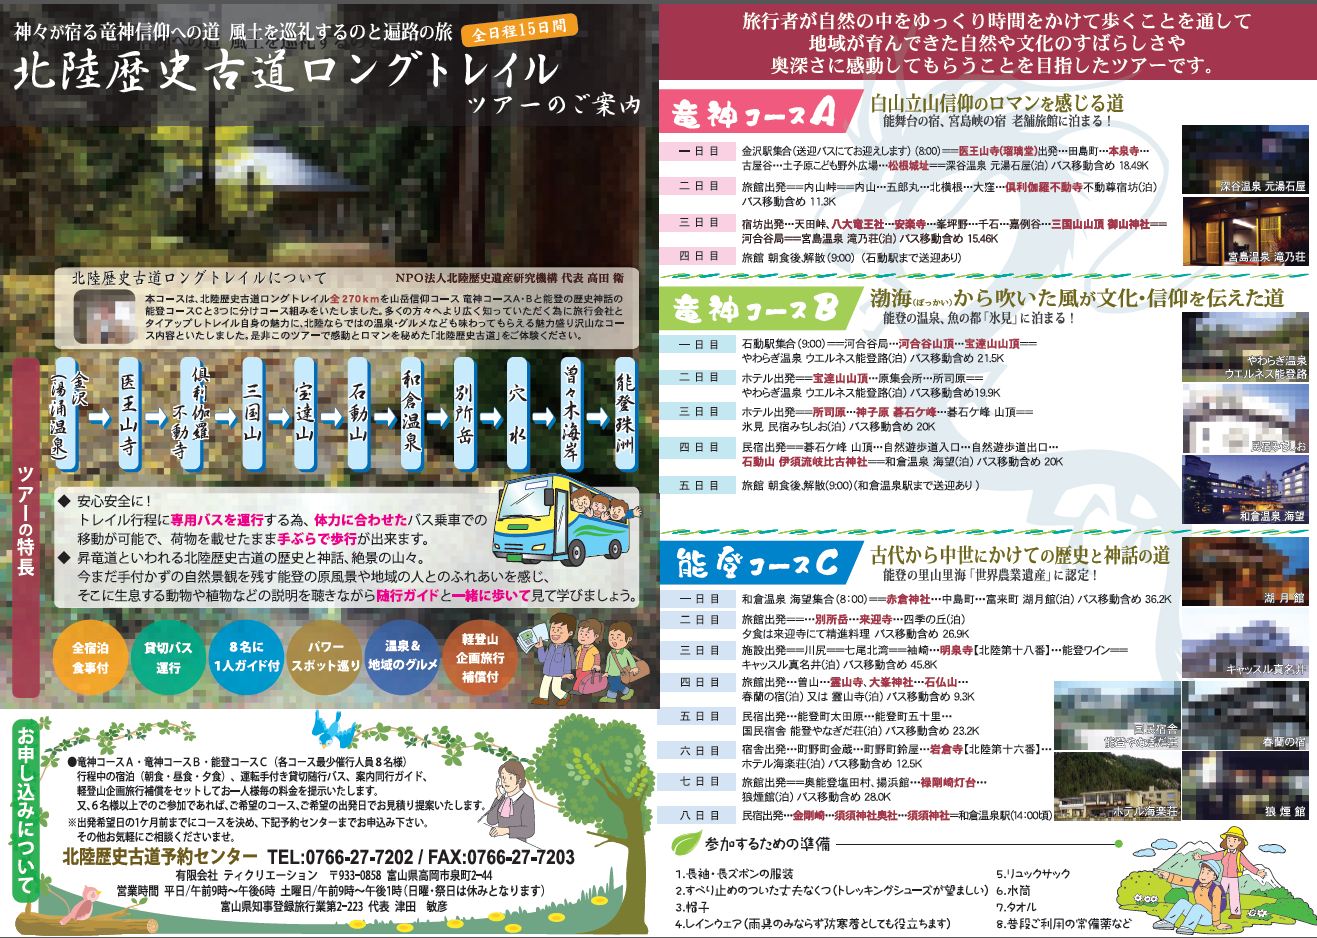 神々が宿る竜神信仰への道 風土を巡礼するのと遍路の旅
全日程15日間
北陸歴史古道ロングトレイル
ツアーのご案内
北陸歴史古道ロングトレイルについて
NPO法人北陸歴史遺産研究機構 代表 高田 衛
本コースは、北陸歴史古道ロングトレイル全270kmを山岳信仰コース 竜神コースA・Bと能登の歴史神話の
能登コースCと3つに分けコース組みをいたしました。多くの方々へより広く知っていただく為に旅行会社と
タイアップしトレイル自身の魅力に、北陸ならではの温泉・グルメなども味わってもらえる魅力盛り沢山なコー
ス内容といたしました。是非このツアーで感動とロマンを秘めた「北陸歴史古道」をご体験ください。
ツアーの特長
金沢(湯涌温泉)
医王山寺
倶利伽羅不動寺
三国山
宝達山
石動山
和倉温泉
別所岳
穴水
曽々木海岸
能登珠洲
◆ 安心安全に!
トレイル行程に専用バスを運行する為、体力に合わせたバス乗車での
移動が可能で、荷物を載せたまま手ぶらで歩行が出来ます。
◆ 昇竜道といわれる北陸歴史古道の歴史と神話、絶景の山々。
今まだ手付かずの自然景観を残す能登の原風景や地域の人とのふれあいを感じ、
そこに生息する動物や植物などの説明を聴きながら随行ガイドと一緒に歩いて見て学びましょう。
全宿泊
食事付
貸切バス
運行
8名に
1人ガイド付
パワー
スポット巡り
温泉&
地域のグルメ
軽登山
企画旅行
補償付
お申し込みについて
●竜神コースA・竜神コースB・能登コースC(各コース最少催行人員8名様)
行程中の宿泊(朝食・昼食・夕食)、運転手付き貸切随行バス、案内同行ガイド、
軽登山企画旅行補償をセットしてお一人様毎の料金を提示いたします。
又、6名様以上でのご参加であれば、ご希望のコース、ご希望の出発日でお見積り提案いたします。
※出発希望日の1ケ月前までにコースを決め、下記予約センターまでお申込み下さい。
その他お気軽にご相談くださいませ。
北陸歴史古道予約センター TEL:0766-27-7202 / FAX:0766-27-7203
有限会社 ティクリエーション 〒933-0858 富山県高岡市泉町2-44
営業時間 平日/午前9時〜午後6時 土曜日/午前9時〜午後1時(日曜・祭日は休みとなります)
富山県知事登録旅行業第2-223 代表 津田 敏彦
旅行者が自然の中をゆっくり時間をかけて歩くことを通して
地域が育んできた自然や文化のすばらしさや
奥深さに感動してもらうことを目指したツアーです。
竜神コースA
白山立山信仰のロマンを感じる道
能舞台の宿、宮島峡の宿 老舗旅館に泊まる!
一日目 金沢駅集合(送迎バスにてお迎えします)(8:00)==医王山寺(瑠璃堂)出発…田島町…本泉寺…
古屋谷…土子原こども野外広場…松根城址==深谷温泉 元湯石屋(泊) バス移動含め 18.49K
二日目 旅館出発==内山峠==内山…五郎丸…北横根…大窪…倶利伽羅不動寺不動尊宿坊(泊)
バス移動含め 11.3K
三日目 宿坊出発…天田峠、八大竜王社…安楽寺…峯坪野…千石…嘉例谷…三国山山頂 御山神社==
河合谷局==宮島温泉 滝乃荘(泊) バス移動含め 15.46K
四日目 旅館 朝食後、解散(9:00) (石動駅まで送迎あり)
深谷温泉 元湯石屋
宮島温泉 滝乃荘
竜神コースB
渤海(ぼっかい)から吹いた風が文化・信仰を伝えた道
能登の温泉、魚の都「氷見」に泊まる!
一日目 石動駅集合(9:00)==河合谷局…河合谷山頂…宝達山山頂==
やわらぎ温泉 ウエルネス能登路(泊) バス移動含め 21.5K
二日目 ホテル出発==宝達山山頂…原集会所…所司原==
やわらぎ温泉 ウエルネス能登路(泊) バス移動含め19.9K
三日目 ホテル出発==所司原…神子原 碁石ケ峰…碁石ケ峰 山頂==
氷見 民宿みちしお(泊) バス移動含め 20K
四日目 民宿出発==碁石ケ峰 山頂…自然遊歩道入口…自然遊歩道出口…
石動山 伊須流岐比古神社==和倉温泉 海望(泊) バス移動含め 20K
五日目 旅館 朝食後、解散(9:00)(和倉温泉駅まで送迎あり)
やわらぎ温泉
ウエルネス能登路
民宿みちしお
和倉温泉 海望
能登コースC
古代から中世にかけての歴史と神話の道
能登の里山里海「世界農業遺産」に認定!
一日目 和倉温泉 海望集合(8:00)==赤倉神社…中島町…富来町 湖月館(泊) バス移動含め 36.2K
二日目 旅館出発==…別所岳…来迎寺…四季の丘(泊)
夕食は来迎寺にて精進料理 バス移動含め 26.9K
三日目 施設出発==川尻==七尾北湾==袖崎…明泉寺【北陸第十八番】…能登ワイン==
キャッスル真名井(泊) バス移動含め 45.8K
四日目 旅館出発…曽山…霊山寺、大峯神社…石仏山…
春蘭の宿(泊) 又は 霊山寺(泊) バス移動含め 9.3K
五日目 民宿出発…能登町太田原…能登町五十里…
国民宿舎 能登やなぎだ荘(泊) バス移動含め 23.2K
六日目 宿舎出発…町野町金蔵…町野町鈴屋…岩倉寺【北陸第十六番】…
ホテル海楽荘(泊) バス移動含め 12.5K
七日目 旅館出発==奥能登塩田村、揚浜館…禄剛崎灯台…
狼煙館(泊) バス移動含め 28.0K
八日目 民宿出発…金剛崎…須須神社奥社…須須神社=和倉温泉駅(14:00頃)
湖月館
キャッスル真名井
国民宿舎
能登やなぎだ荘
春蘭の宿
ホテル海楽荘
狼煙館
参加するための準備
1.長袖・長ズボンの服装
2.すべり止めのついた丈夫なくつ(トレッキングシューズが望ましい)
3.帽子
4.レインウェア(雨具のみならず防寒着としても役立ちます)
5.リュックサック
6.水筒
7.タオル
8.普段ご利用の常備薬など